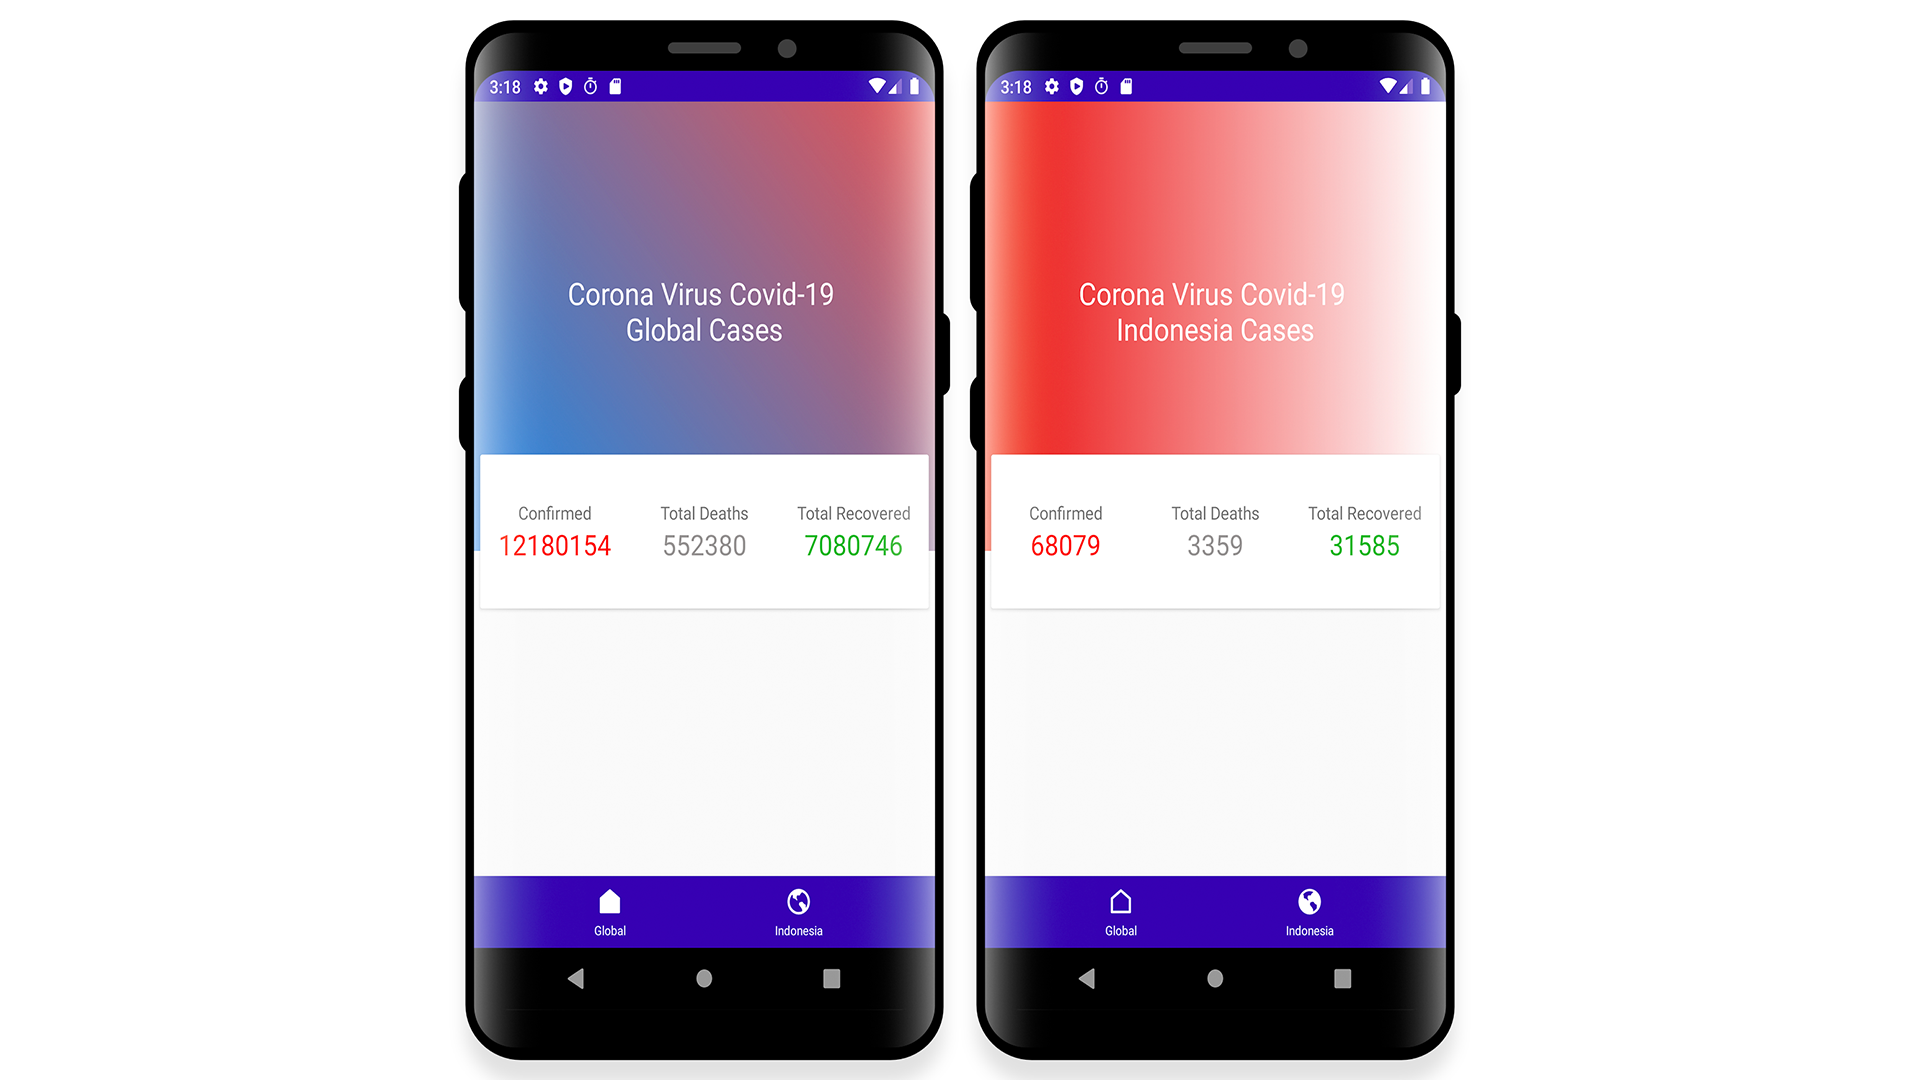 3:18
Corona Virus Covid-19
Global Cases
Confirmed Total Deaths Total Recovered
12180154 552380 7080746
Global Indonesia
3:18
Corona Virus Covid-19
Indonesia Cases
Confirmed Total Deaths Total Recovered
68079 3359 31585
Global Indonesia